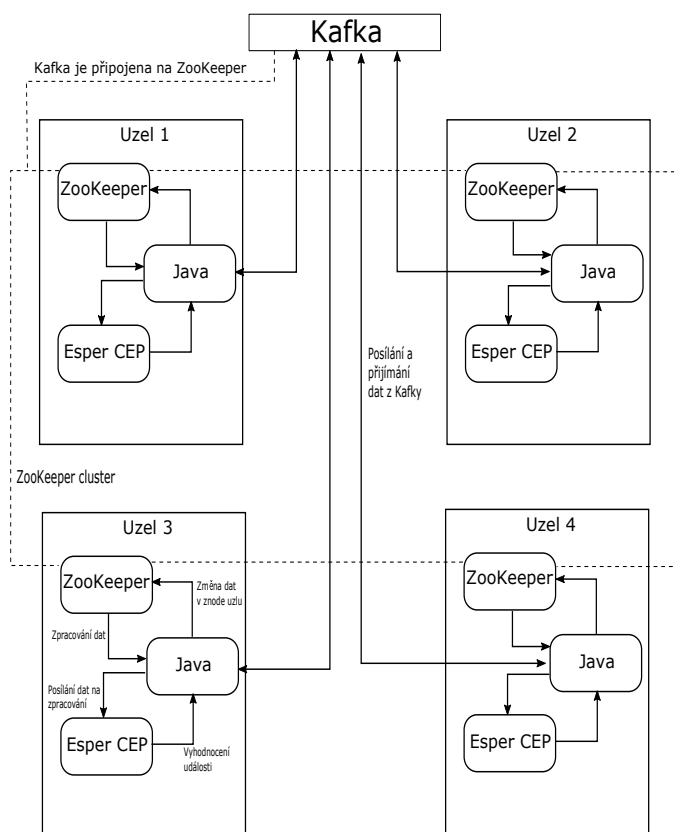 Kafka
Kafka je připojena na ZooKeeper
Uzel 1
ZooKeeper
Java
Esper CEP
Uzel 2
ZooKeeper
Java
Esper CEP
Posílání a
přijímání
dat z Kafky
ZooKeeper cluster
Uzel 3
ZooKeeper
Změna dat
v znode uzlu
Zpracování dat
Java
Posílání dat na
zpracování
Esper CEP
Vyhodnocení
události
Uzel 4
ZooKeeper
Java
Esper CEP